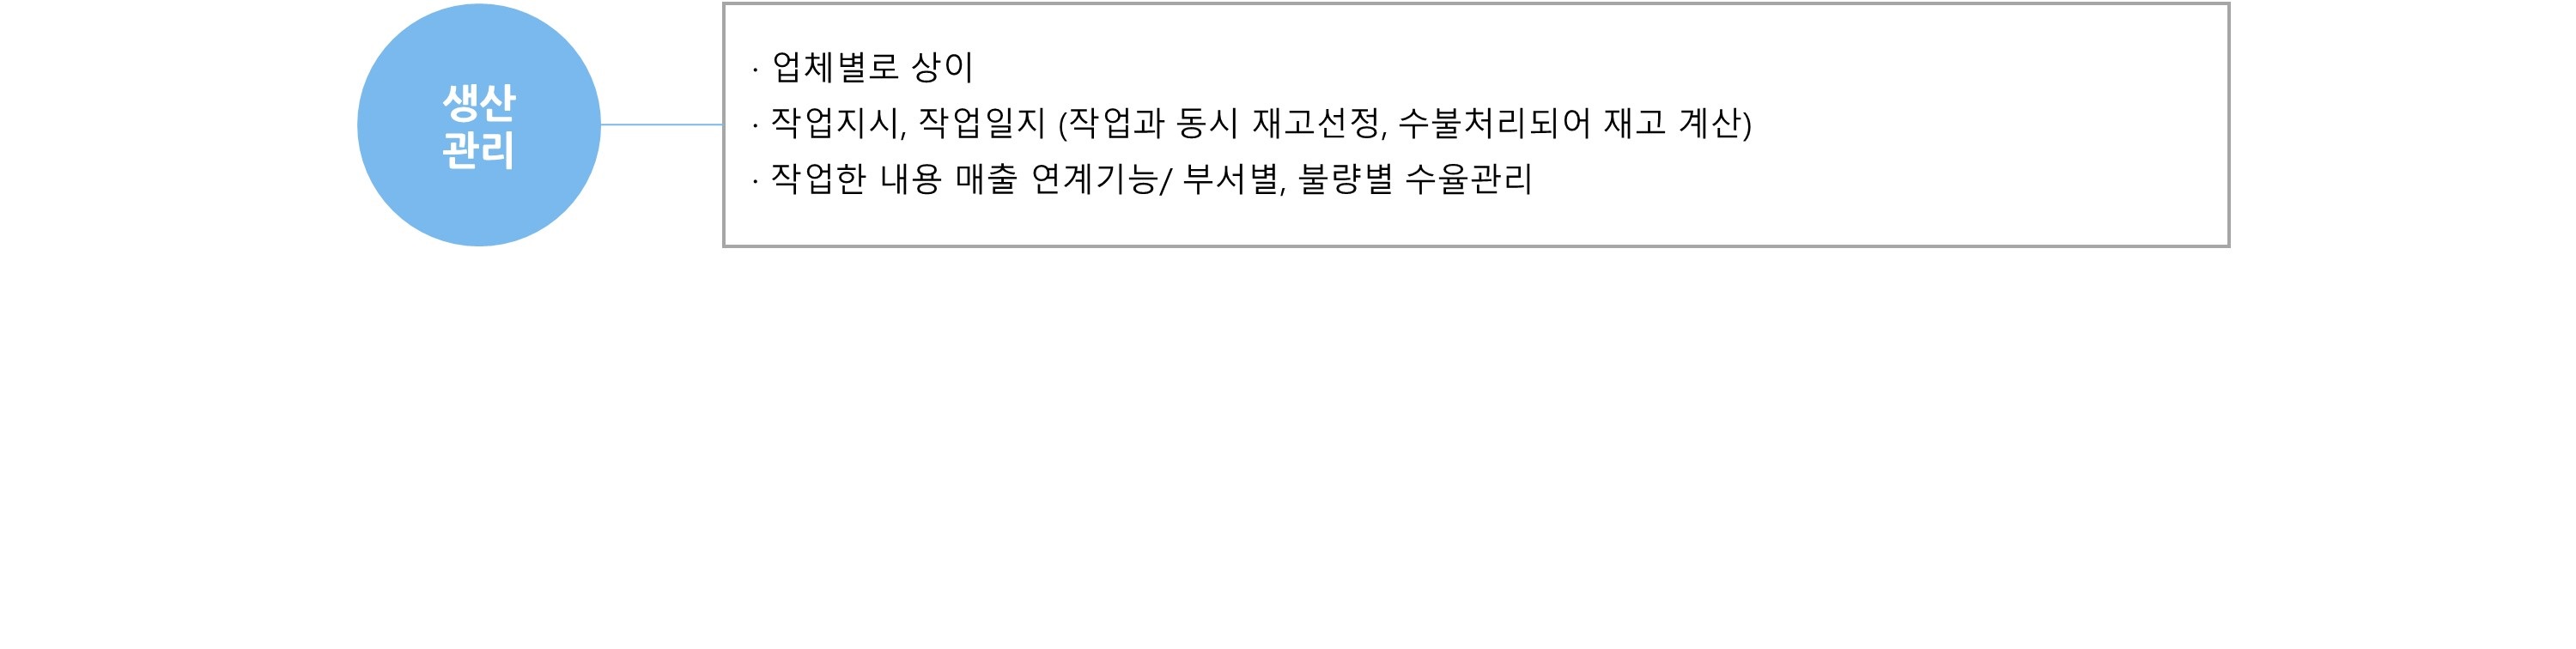 생산
관리
· 업체별로 상이
· 작업지시, 작업일지 (작업과 동시 재고선정, 수불처리되어 재고 계산)
· 작업한 내용 매출 연계기능/ 부서별, 불량별 수율관리